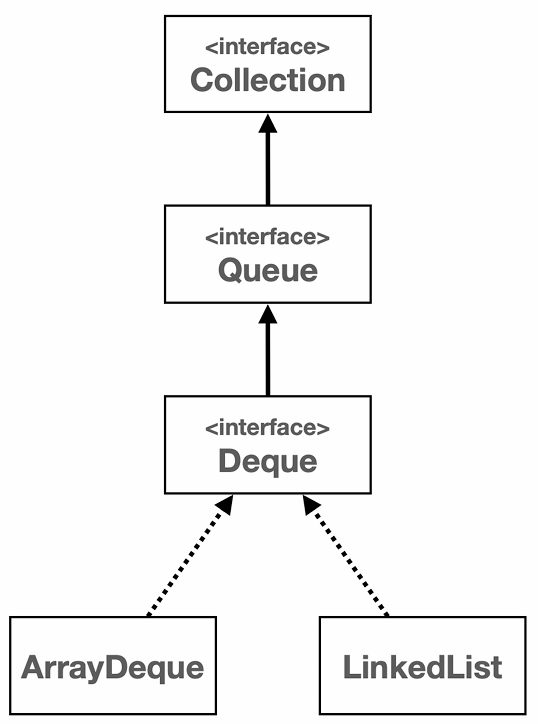 <interface>
Collection
<interface>
Queue
<interface>
Deque
ArrayDeque
LinkedList